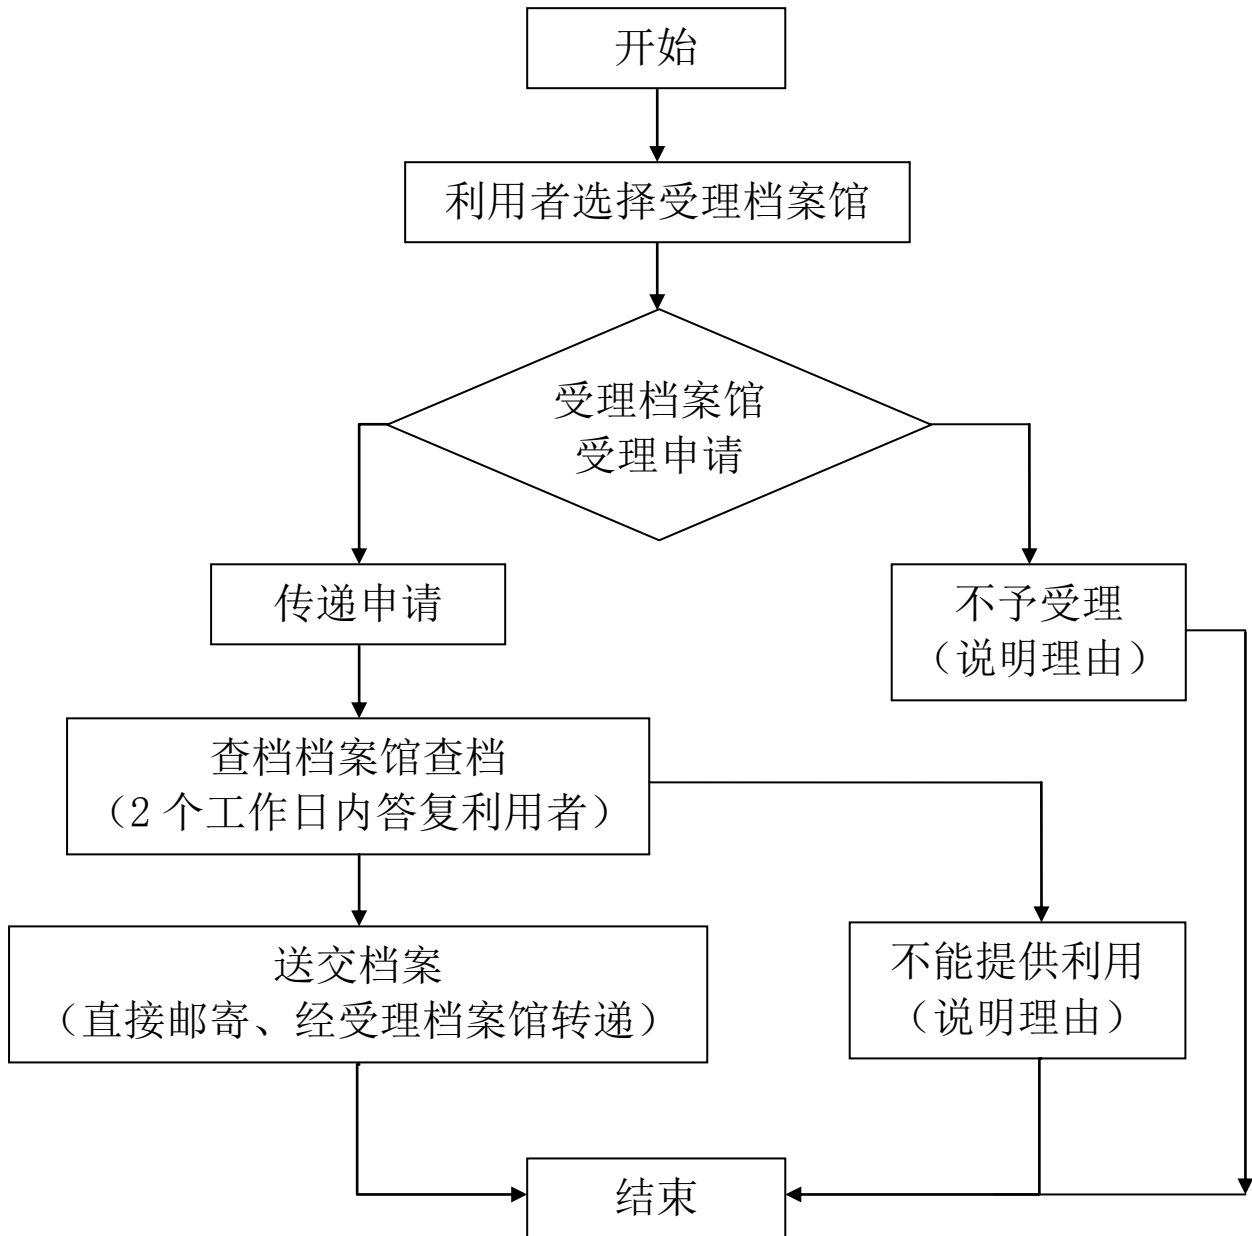 开始
利用者选择受理档案馆
受理档案馆
受理申请
传递申请
不予受理
（说明理由）
查档档案馆查档
（2 个工作日内答复利用者）
送交档案
（直接邮寄、经受理档案馆转递）
不能提供利用
（说明理由）
结束